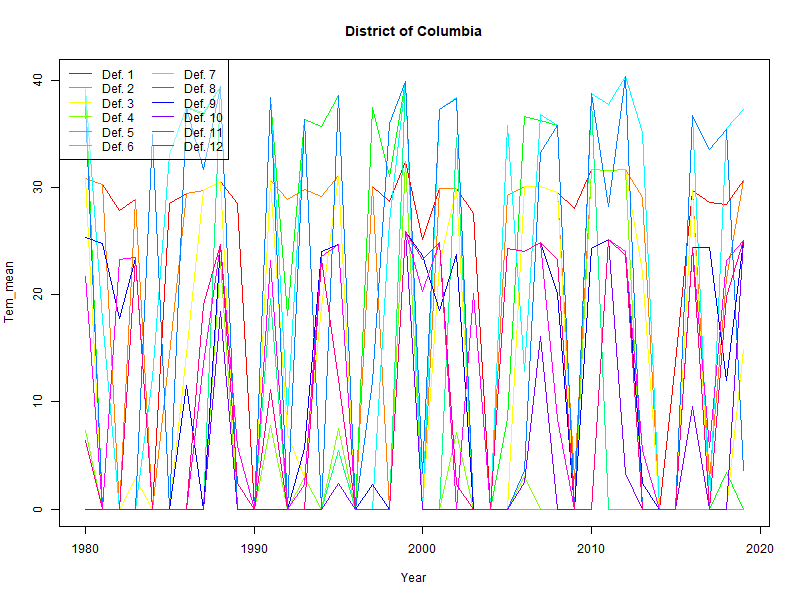 District of Columbia
Def. 1 Def. 7
Def. 2 Def. 8
Def. 3 Def. 9
Def. 4 Def. 10
Def. 5 Def. 11
Def. 6 Def. 12
Tem_mean
40
30
20
10
0
1980 1990 2000 2010 2020
Year